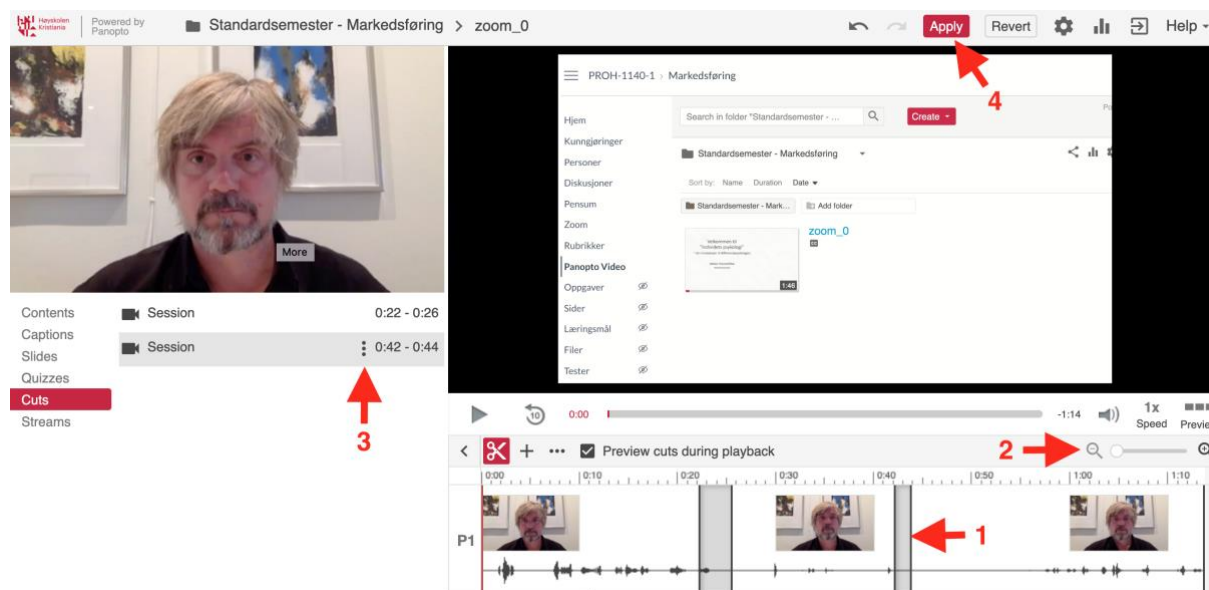 Høyskolen
Kristiania
Powered by
Panopto
Standardsemester - Markedsføring > zoom_0
Apply
Revert
Help
4
PROH-1140-1 > Markedsføring
Hjem
Kunngjøringer
Personer
Diskusjoner
Pensum
Zoom
Rubrikker
Panopto Video
Oppgaver
Sider
Læringsmål
Filer
Tester
Search in folder "Standardsemester - ...
Create
Standardsemester - Markedsføring
Sort by: Name Duration Date
Standardsemester - Mark...
Add folder
zoom_0
1:46
More
Contents
Captions
Slides
Quizzes
Cuts
Streams
Session 0:22 - 0:26
Session 0:42 - 0:44
3
10
0:00
-1:14
1x
Speed
Previe
Preview cuts during playback
2
0:00 0:10 0:20 0:30 0:40 0:50 1:00 1:10
P1
1